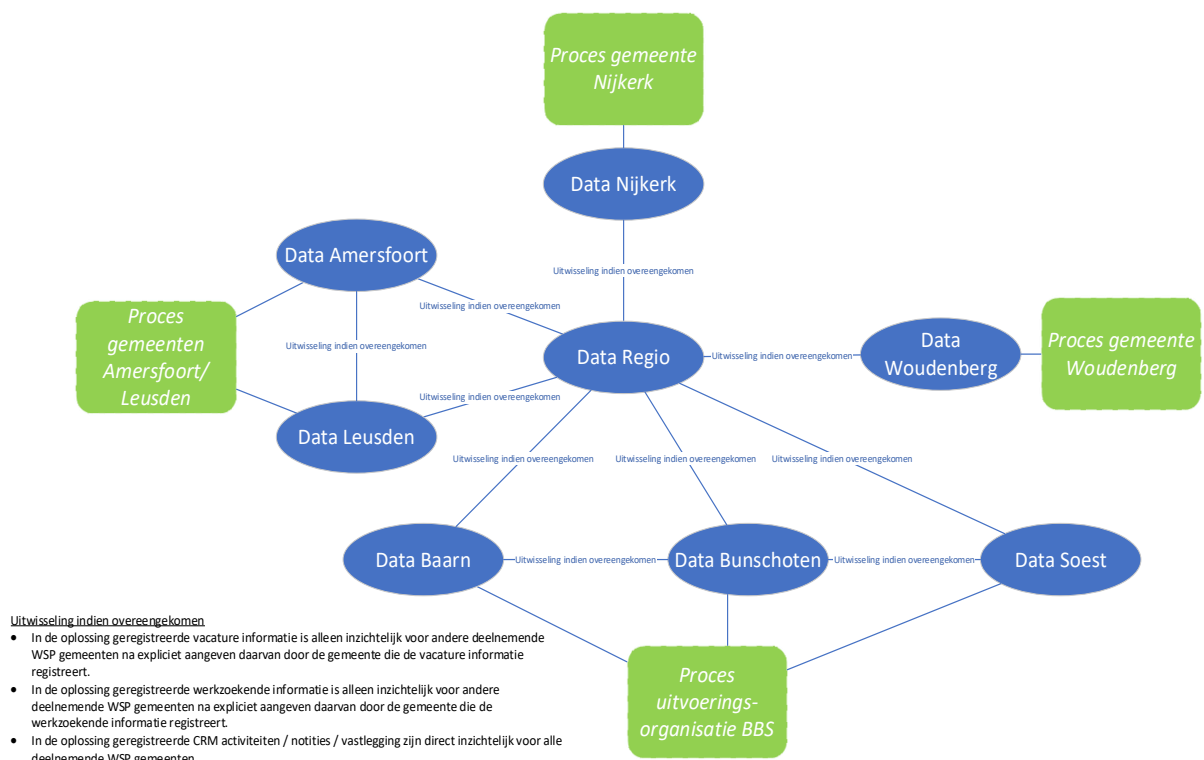 Proces gemeente
Nijkerk
Data Nijkerk
Data Amersfoort
Uitwisseling indien overeengekomen
Uitwisseling indien overeengekomen
Proces
gemeenten
Amersfoort/
Leusden
Uitwisseling indien overeengekomen
Data Regio
Uitwisseling indien overeengekomen
Data
Woudenberg
Proces gemeente
Woudenberg
Uitwisseling indien overeengekomen
Data Leusden
Uitwisseling indien overeengekomen
Uitwisseling indien overeengekomen
Uitwisseling indien overeengekomen
Data Baarn
Uitwisseling indien overeengekomen
Data Bunschoten
Uitwisseling indien overeengekomen
Data Soest
Proces
uitvoerings-
organisatie BBS
Uitwisseling indien overeengekomen
• In de oplossing geregistreerde vacature informatie is alleen inzichtelijk voor andere deelnemende
WSP gemeenten na expliciet aangeven daarvan door de gemeente die de vacature informatie
registreert.
• In de oplossing geregistreerde werkzoekende informatie is alleen inzichtelijk voor andere
deelnemende WSP gemeenten na expliciet aangeven daarvan door de gemeente die de
werkzoekende informatie registreert.
• In de oplossing geregistreerde CRM activiteiten / notities / vastlegging zijn direct inzichtelijk voor alle
deelnemende WSP gemeenten